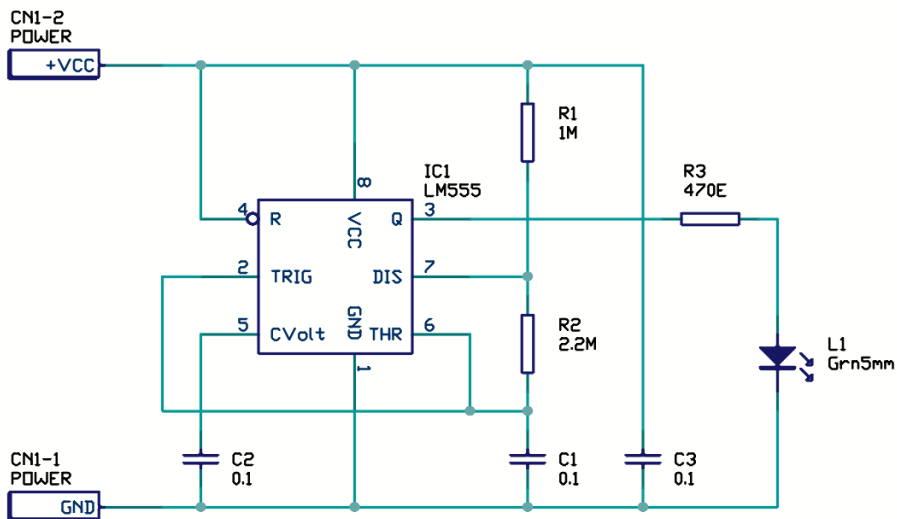 CN1-2
POWER
+VCC
R1
1M
IC1
LM555
R3
470E
8
4
R
VCC
Q
3
2
TRIG
DIS
7
5
CVolt
GND
THR
6
R2
2.2M
1
L1
Grn5mm
CN1-1
POWER
C2
0.1
C1
0.1
C3
0.1
GND